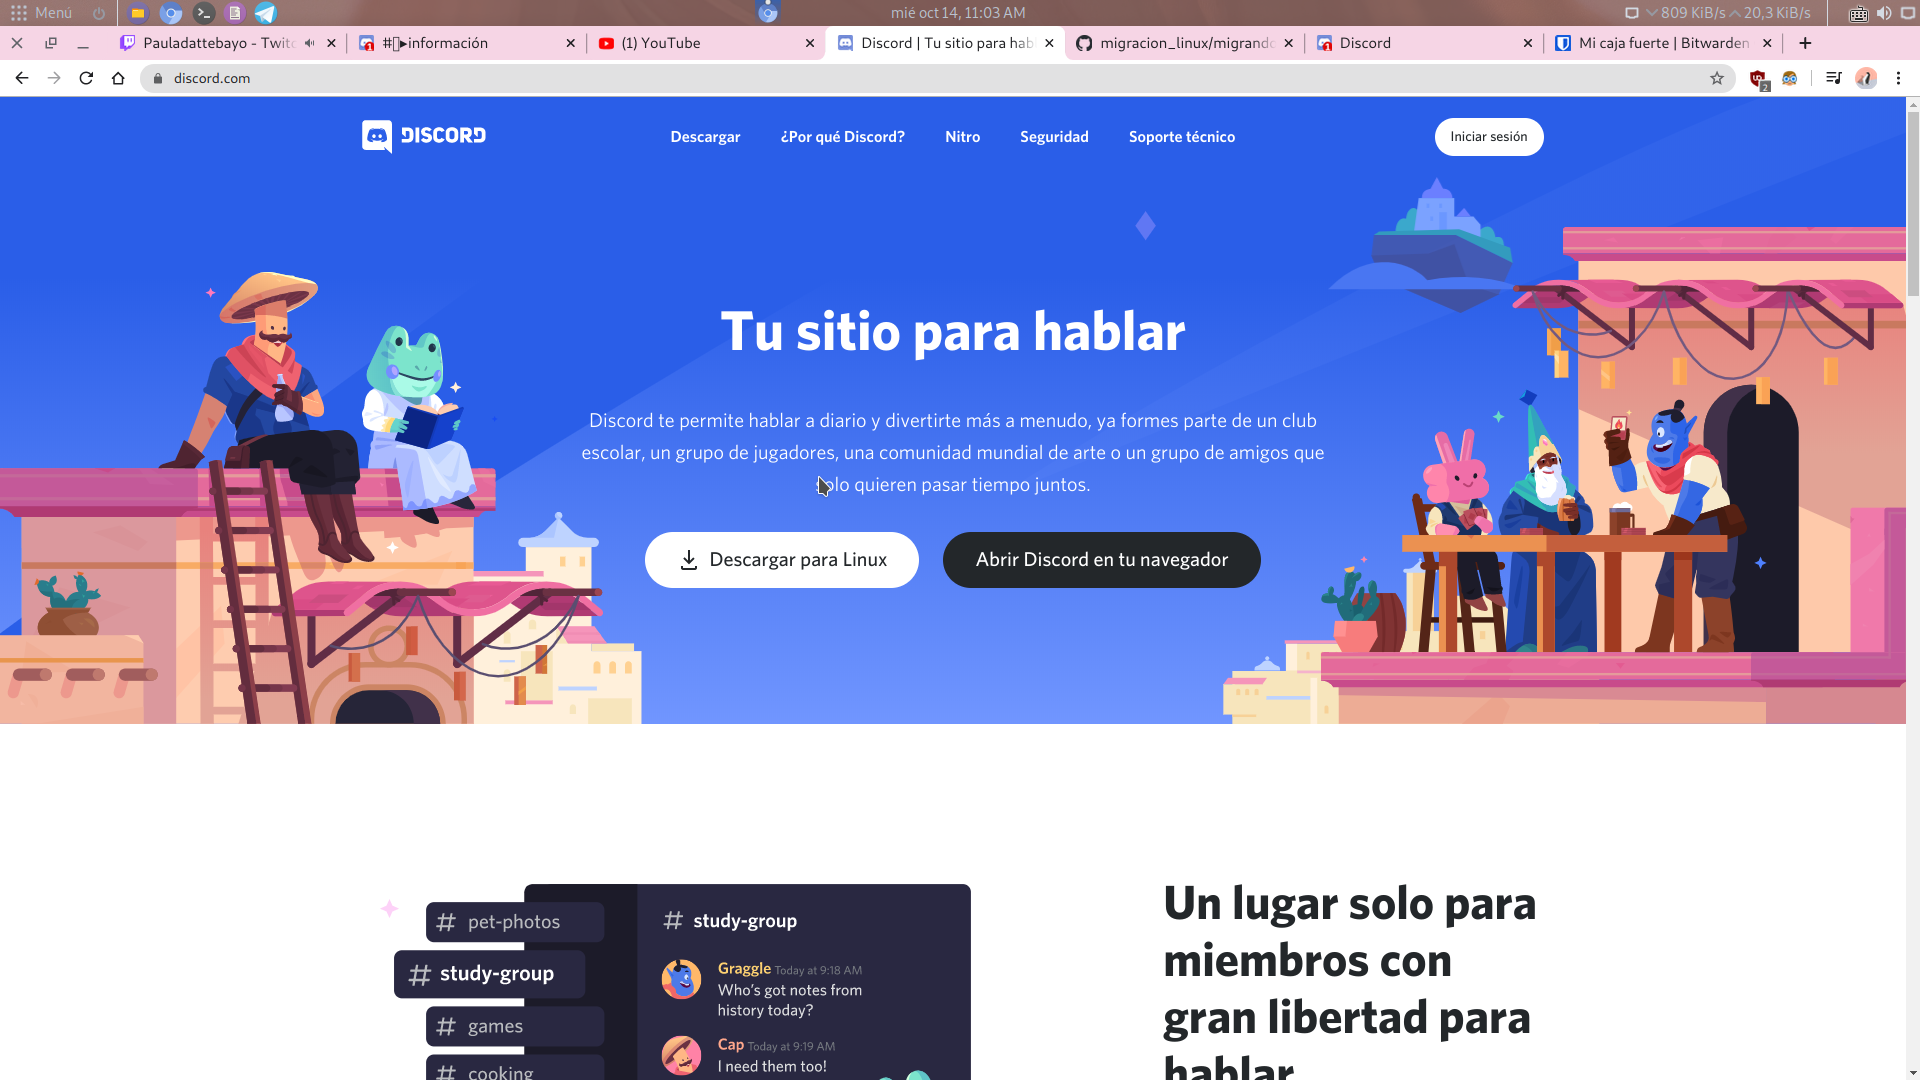 Menú
mié oct 14, 11:03 AM
809 KiB/s 20,3 KiB/s
Pauladattebayo - Twitc
#▯▸información
(1) YouTube
Discord | Tu sitio para hab
migracion_linux/migrando
Discord
Mi caja fuerte | Bitwarden
discord.com
2
DISCORD
Descargar
¿Por qué Discord?
Nitro
Seguridad
Soporte técnico
Iniciar sesión
Tu sitio para hablar
Discord te permite hablar a diario y divertirte más a menudo, ya formes parte de un club
escolar, un grupo de jugadores, una comunidad mundial de arte o un grupo de amigos que
solo quieren pasar tiempo juntos.
Descargar para Linux
Abrir Discord en tu navegador
# pet-photos
# study-group
# games
# cooking
# study-group
Graggle Today at 9:18 AM
Who's got notes from
history today?
Cap Today at 9:19 AM
I need them too!
Un lugar solo para
miembros con
gran libertad para
hablar